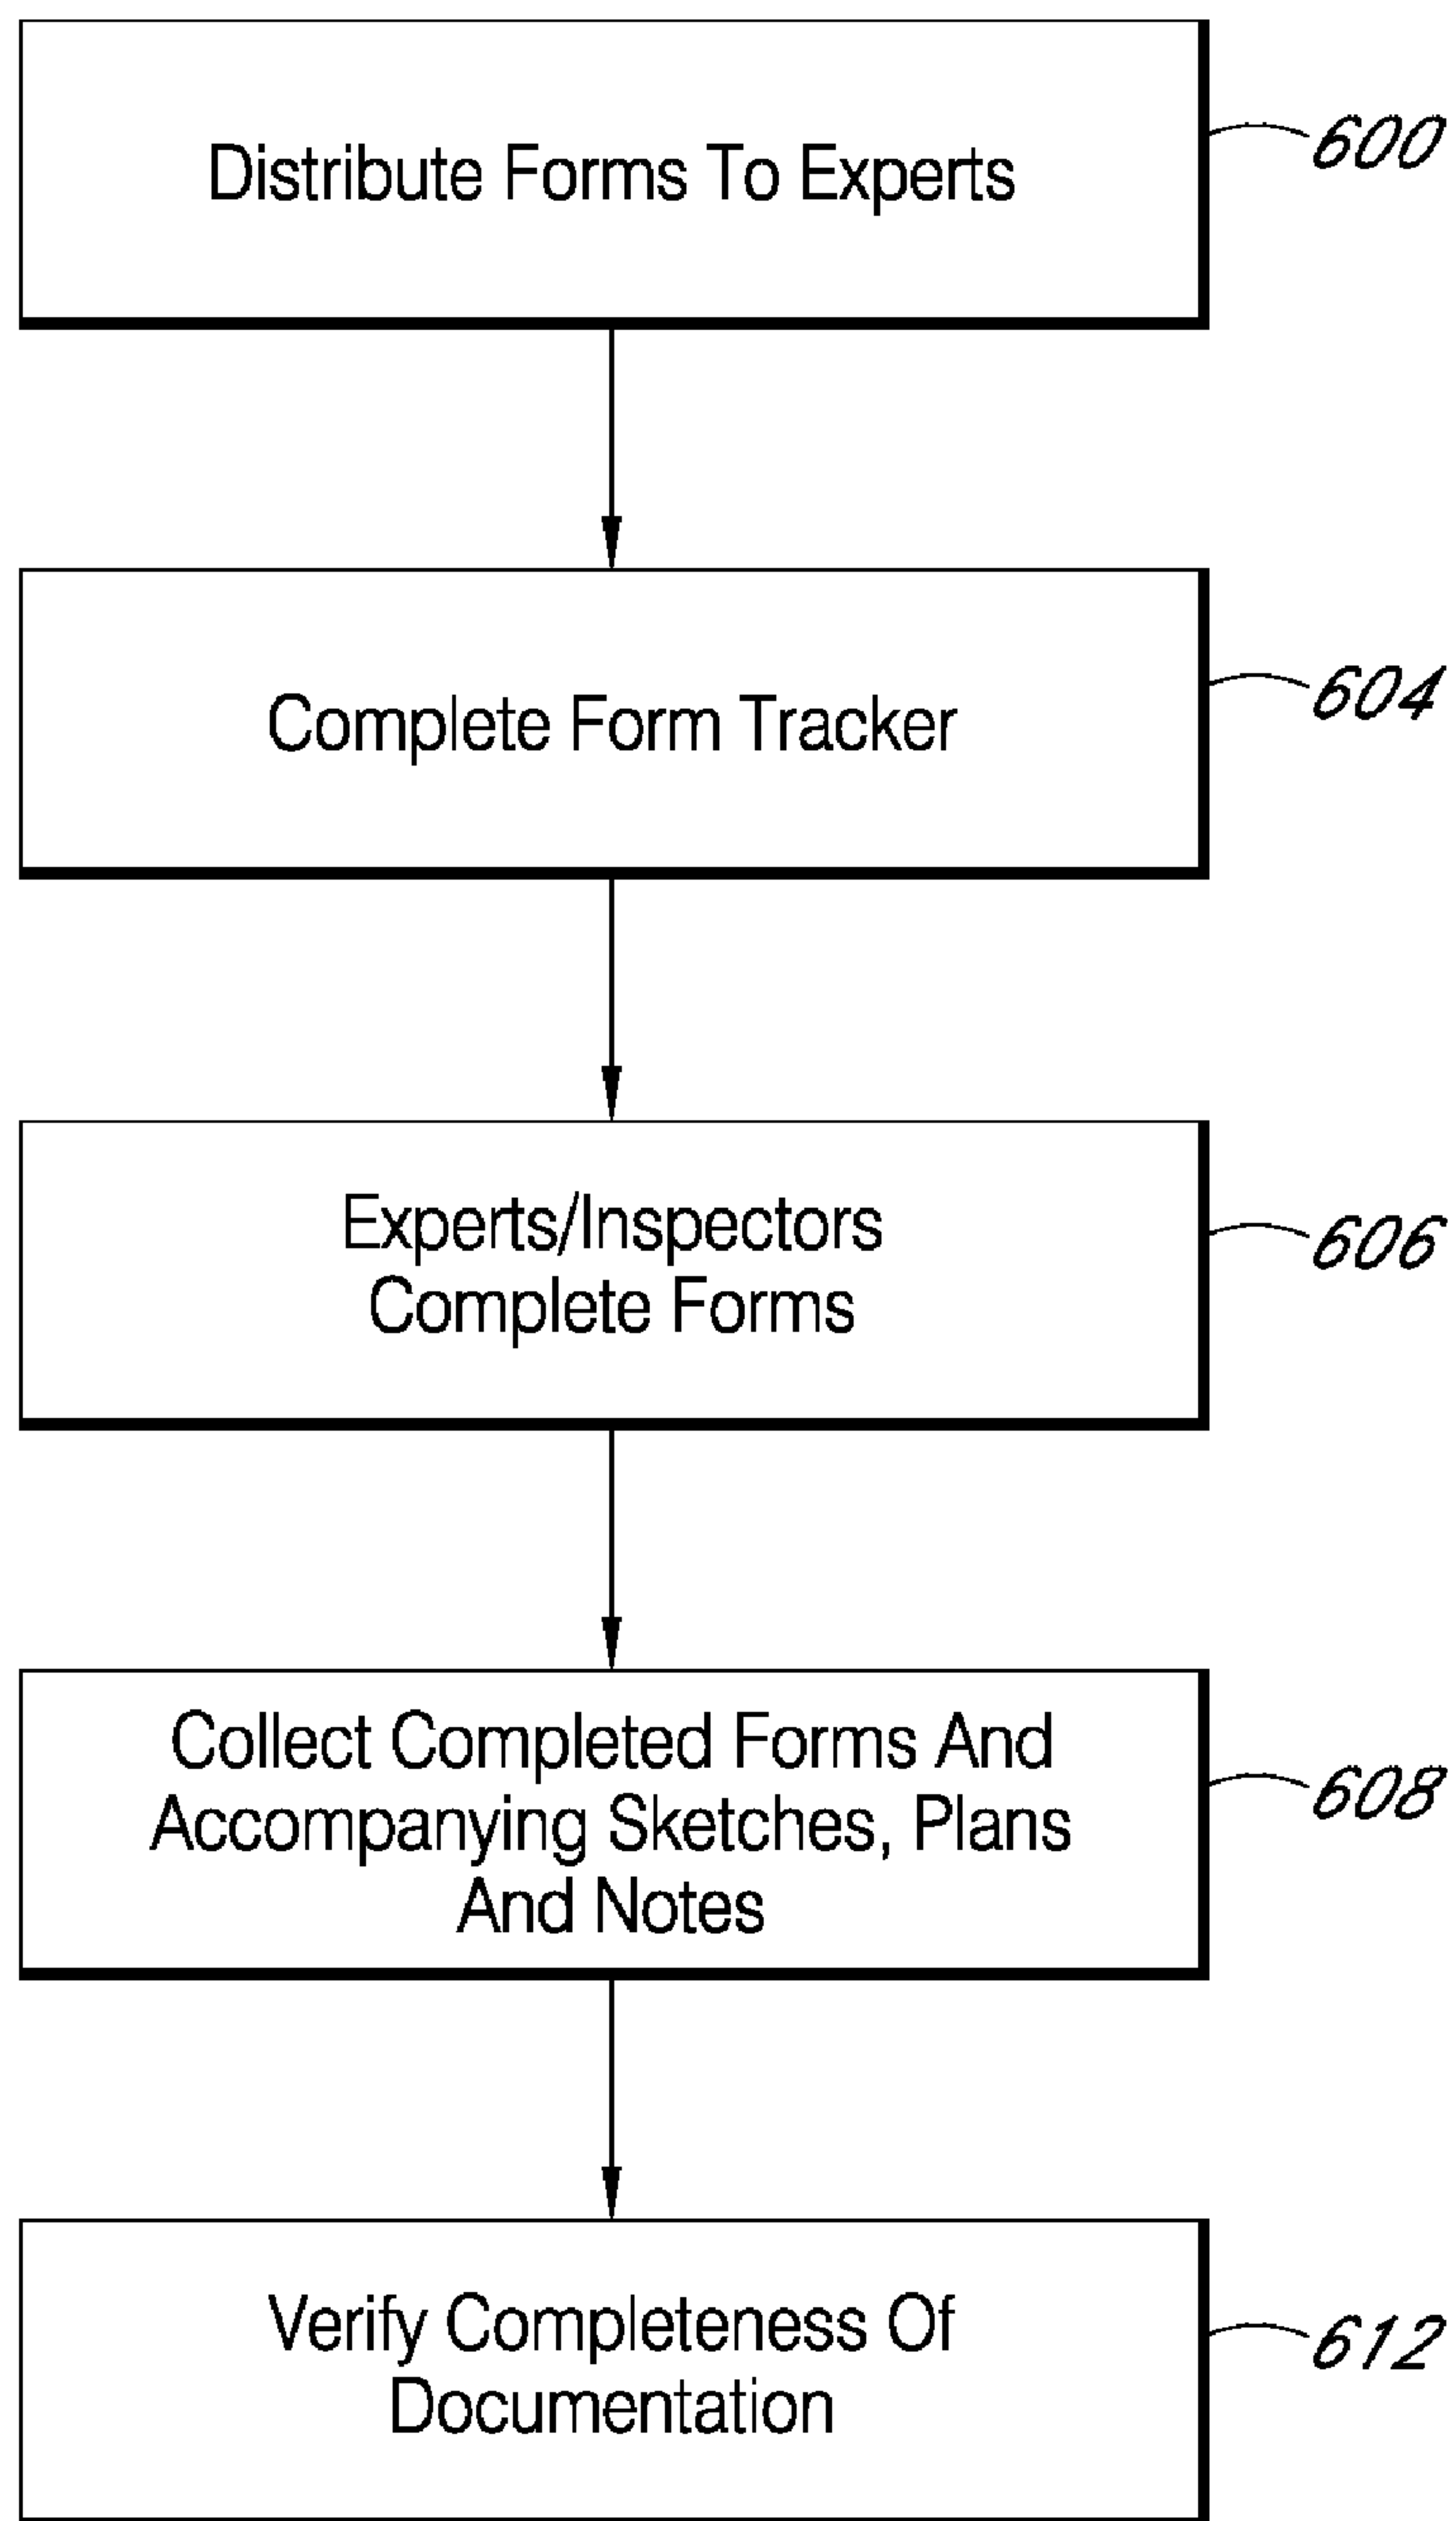 Distribute Forms To Experts
600
Complete Form Tracker
604
Experts/Inspectors
Complete Forms
606
Collect Completed Forms And
Accompanying Sketches, Plans
And Notes
608
Verify Completeness Of
Documentation
612